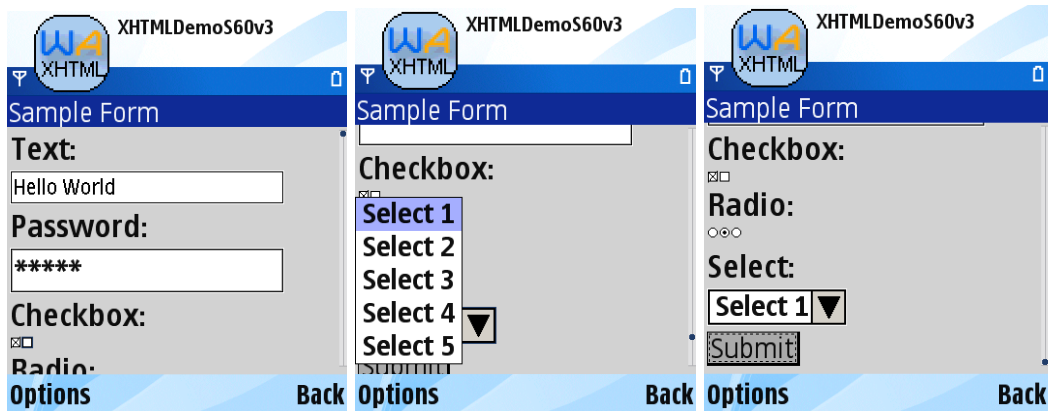 XHTMLDemoS60v3
WA
XHTML
Sample Form
Text:
Hello World
Password:
*****
Checkbox:
Radio:
Options Back
XHTMLDemoS60v3
WA
XHTML
Sample Form
Checkbox:
Select 1
Select 2
Select 3
Select 4
Select 5
Submit
Options Back
XHTMLDemoS60v3
WA
XHTML
Sample Form
Checkbox:
Radio:
Select:
Select 1
Submit
Options Back